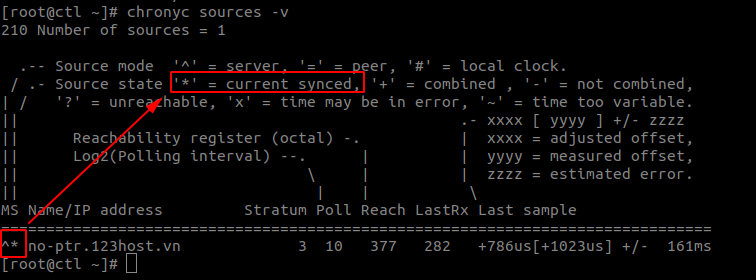 [root@ctl ~]# chronyc sources -v
210 Number of sources = 1

  .-- Source mode  '^' = server, '=' = peer, '#' = local clock.
 / .- Source state '*' = current synced, '+' = combined , '-' = not combined,
| /   '?' = unreachable, 'x' = time may be in error, '~' = time too variable.
||                                                 .- xxxx [ yyyy ] +/- zzzz
||      Reachability register (octal) -.           |  xxxx = adjusted offset,
||      Log2(Polling interval) --.      |          |  yyyy = measured offset,
||                                \     |          |  zzzz = estimated error.
||                                 |    |           \
MS Name/IP address         Stratum Poll Reach LastRx Last sample
===============================================================================
^* no-ptr.123host.vn             3  10   377   282   +786us[+1023us] +/-  161ms
[root@ctl ~]#